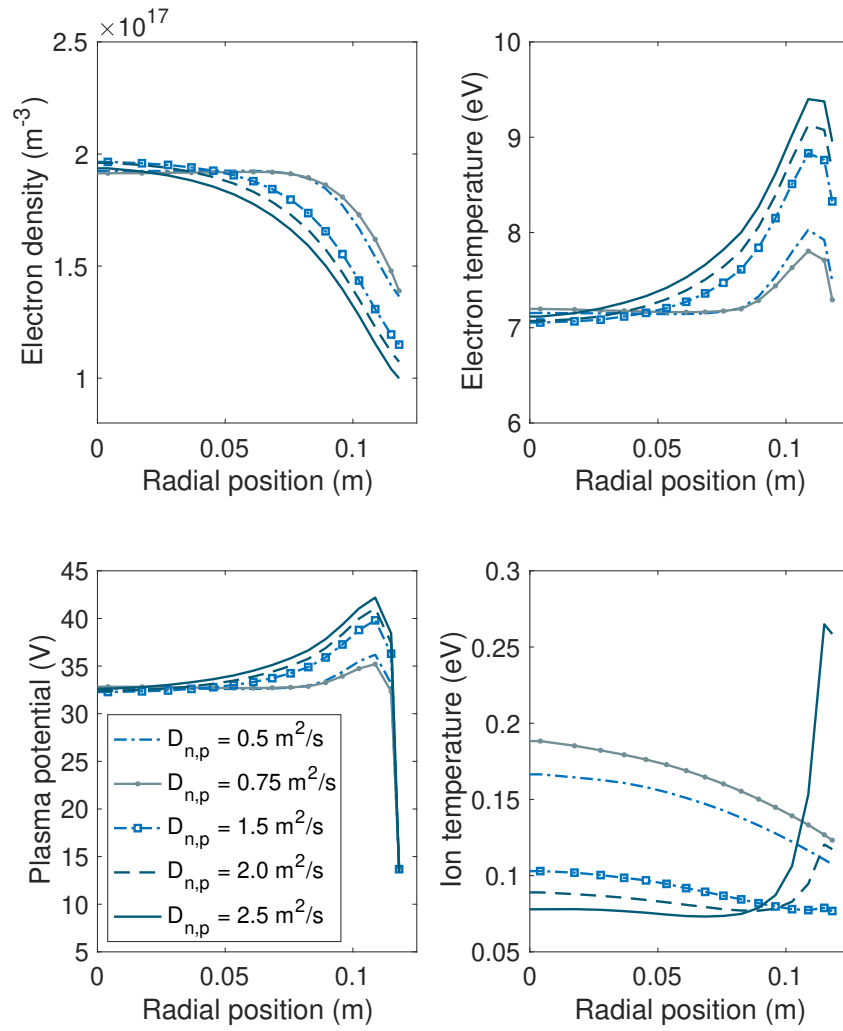 ×10^17
2.5
2
1.5
1
0 0.05 0.1
Electron density (m^-3)
Radial position (m)
10
9
8
7
6
0 0.05 0.1
Electron temperature (eV)
Radial position (m)
45
40
35
30
25
20
15
10
5
0 0.05 0.1
Plasma potential (V)
Radial position (m)
D_n,p = 0.5 m^2/s
D_n,p = 0.75 m^2/s
D_n,p = 1.5 m^2/s
D_n,p = 2.0 m^2/s
D_n,p = 2.5 m^2/s
0.3
0.25
0.2
0.15
0.1
0.05
0 0.05 0.1
Ion temperature (eV)
Radial position (m)